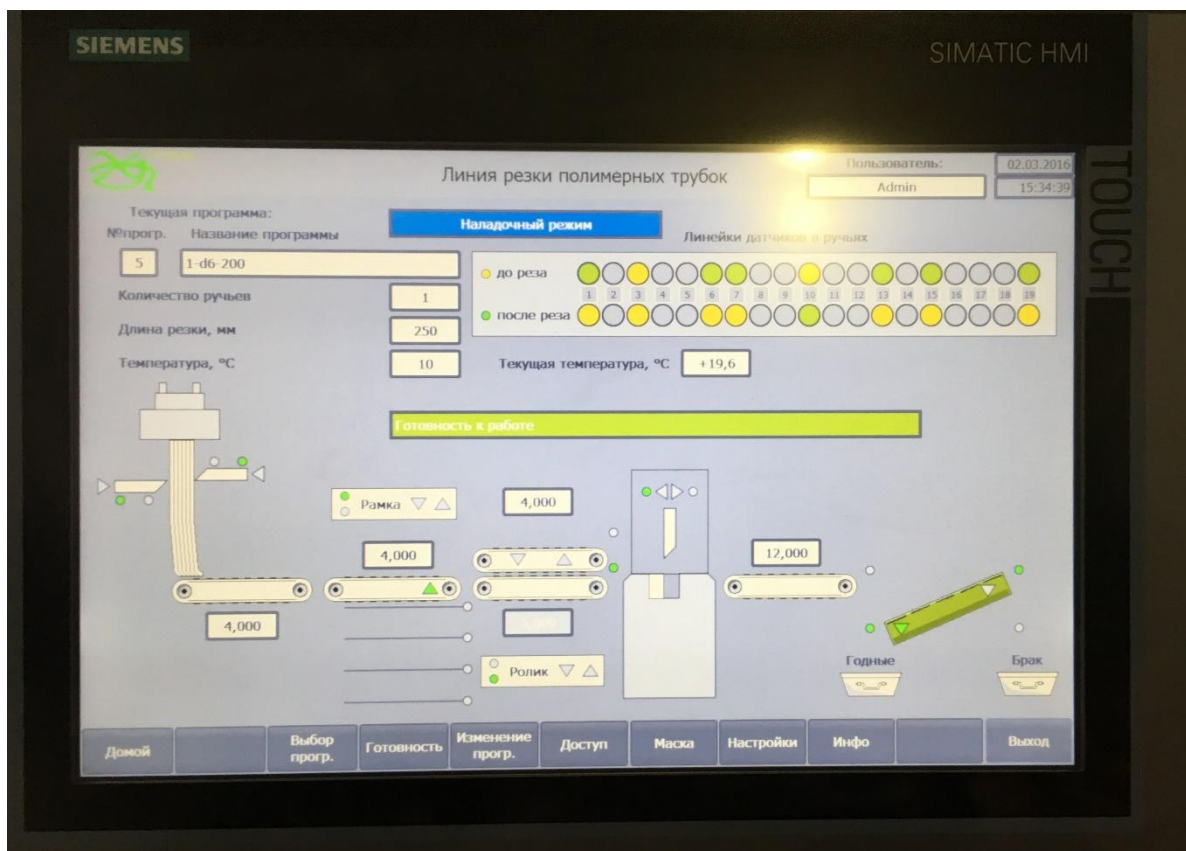 SIEMENS
SIMATIC HMI
TOUCH
Линия резки полимерных трубок
Пользователь:
Admin
02.03.2016
15:34:39
Текущая программа:
№прогр. Название программы
5 1-d6-200
Наладочный режим
Линейки датчиков в ручьях
до реза
1 2 3 4 5 6 7 8 9 10 11 12 13 14 15 16 17 18 19
после реза
Количество ручьев 1
Длина резки, мм 250
Температура, °C 10
Текущая температура, °C +19,6
Готовность к работе
Рамка
4,000
4,000
12,000
4,000
Ролик
Годные
Брак
Домой
Выбор прогр.
Готовность
Изменение прогр.
Доступ
Маска
Настройки
Инфо
Выход